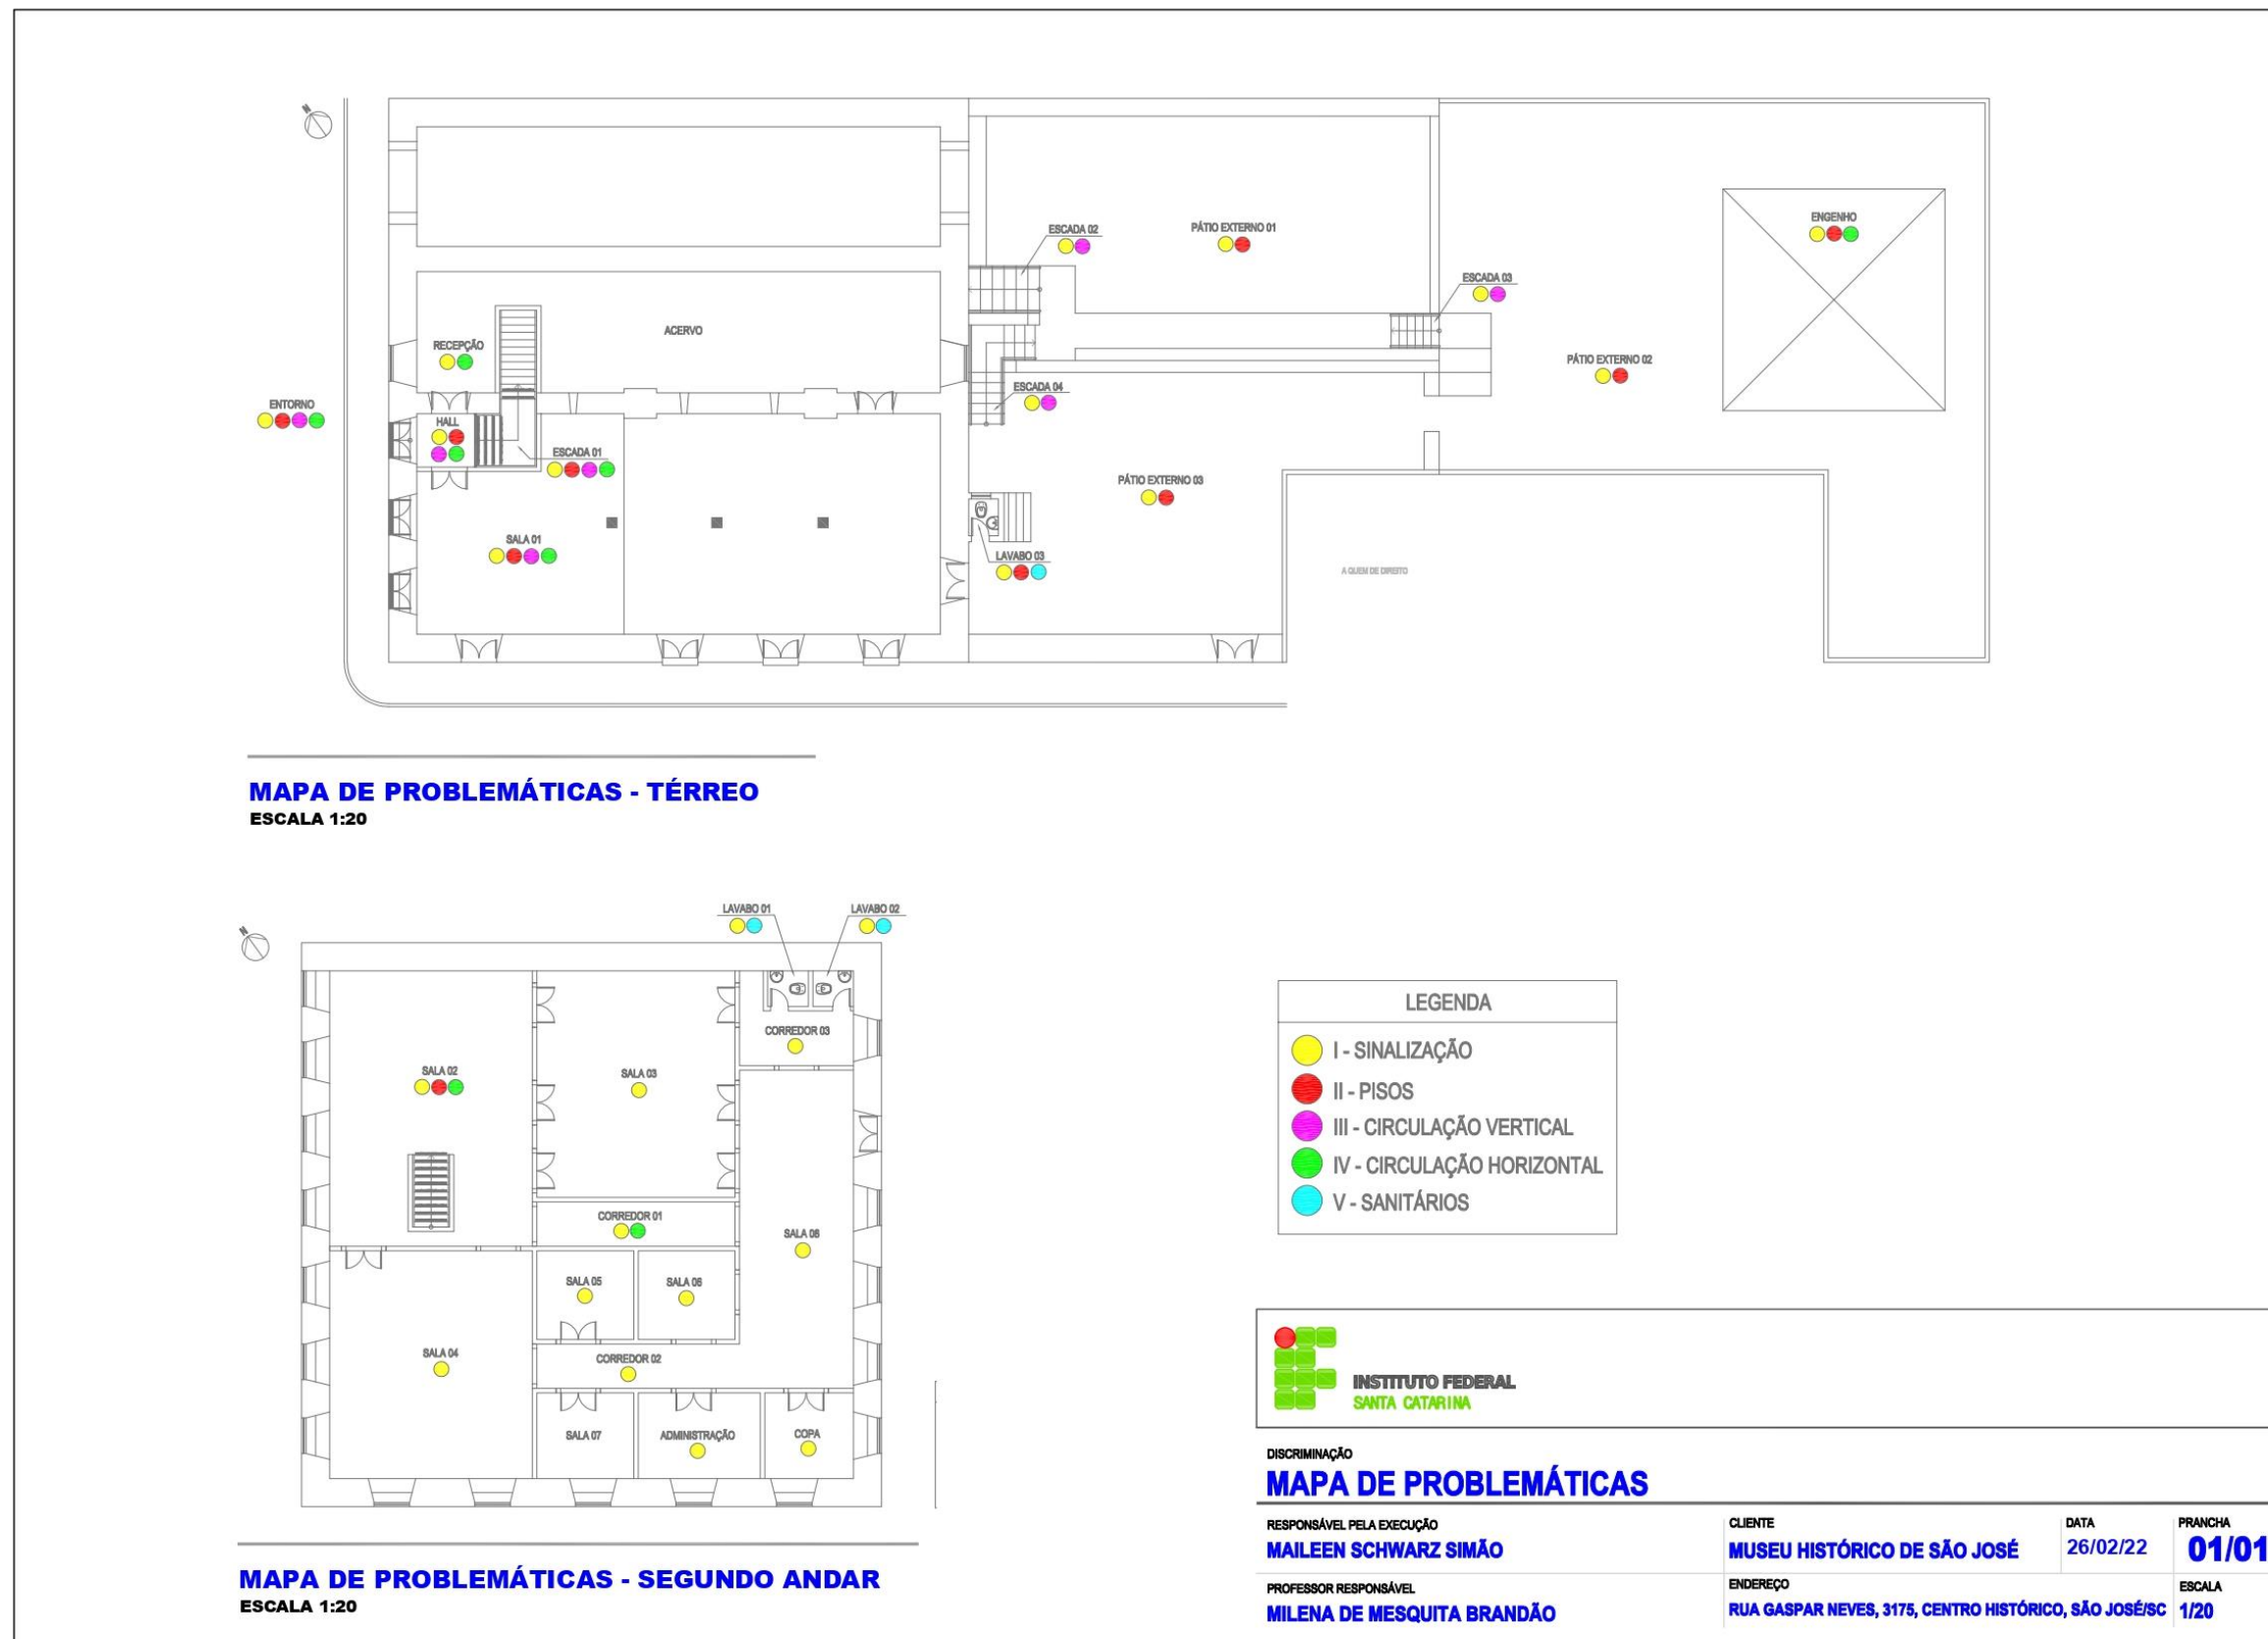 N
ESCADA 02
PÁTIO EXTERNO 01
ENGENHO
ESCADA 03
ACERVO
RECEPÇÃO
PÁTIO EXTERNO 02
ESCADA 04
ENTORNO
HALL
ESCADA 01
PÁTIO EXTERNO 03
SALA 01
LAVABO 03
A QUEM DE DIREITO
MAPA DE PROBLEMÁTICAS - TÉRREO
ESCALA 1:20
N
LAVABO 01
LAVABO 02
CORREDOR 03
SALA 02
SALA 03
CORREDOR 01
SALA 08
SALA 05
SALA 06
SALA 04
CORREDOR 02
SALA 07
ADMINISTRAÇÃO
COPA
MAPA DE PROBLEMÁTICAS - SEGUNDO ANDAR
ESCALA 1:20
LEGENDA
I - SINALIZAÇÃO
II - PISOS
III - CIRCULAÇÃO VERTICAL
IV - CIRCULAÇÃO HORIZONTAL
V - SANITÁRIOS
INSTITUTO FEDERAL
SANTA CATARINA
DISCRIMINAÇÃO
MAPA DE PROBLEMÁTICAS
RESPONSÁVEL PELA EXECUÇÃO
MAILEEN SCHWARZ SIMÃO
CLIENTE
MUSEU HISTÓRICO DE SÃO JOSÉ
DATA
26/02/22
PRANCHA
01/01
PROFESSOR RESPONSÁVEL
MILENA DE MESQUITA BRANDÃO
ENDEREÇO
RUA GASPAR NEVES, 3175, CENTRO HISTÓRICO, SÃO JOSÉ/SC
ESCALA
1/20